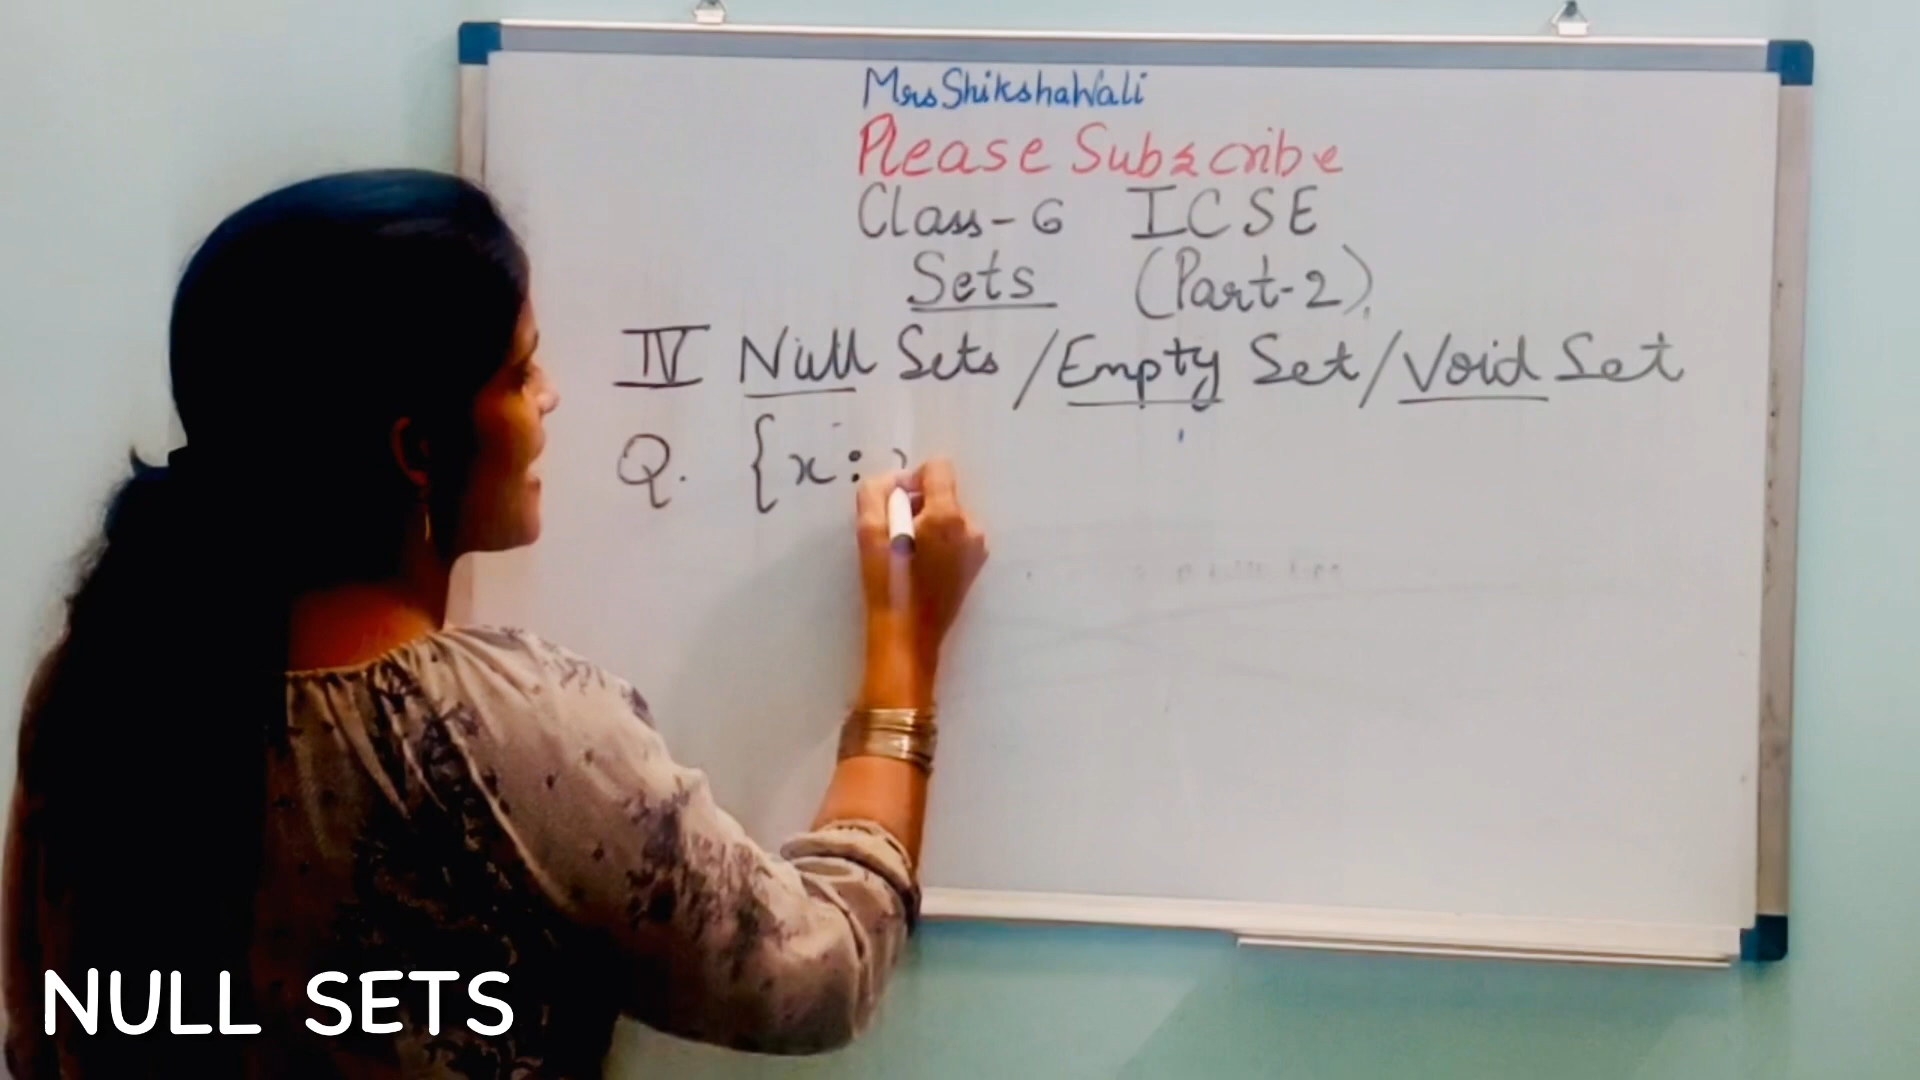 MrsShikshaWali
Please Subscribe
Class-6 ICSE
Sets (Part-2)
IV Null Sets / Empty Set / Void Set
Q. {x :
NULL SETS